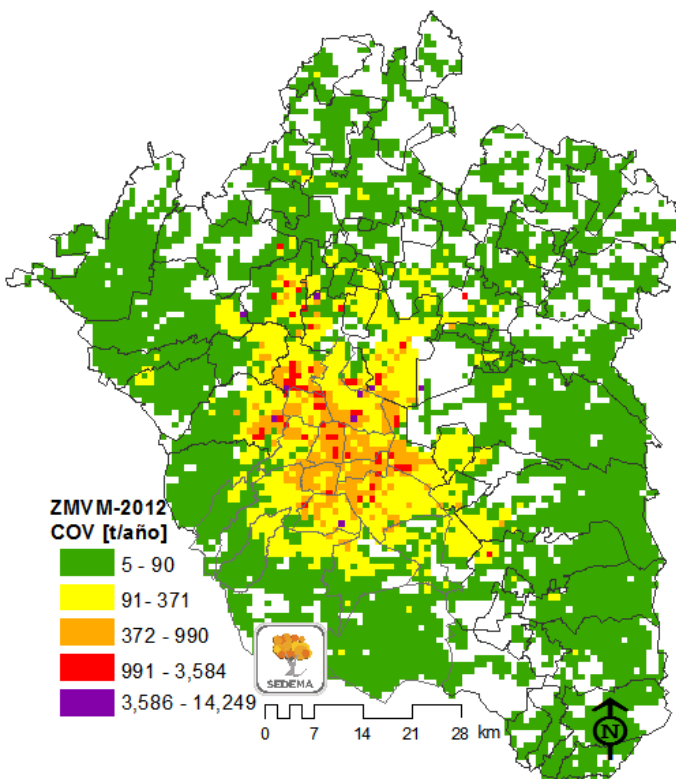 ZMVM-2012
COV [t/año]
5 - 90
91- 371
372 - 990
991 - 3,584
3,586 - 14,249
SEDEMA
0 7 14 21 28 km
N